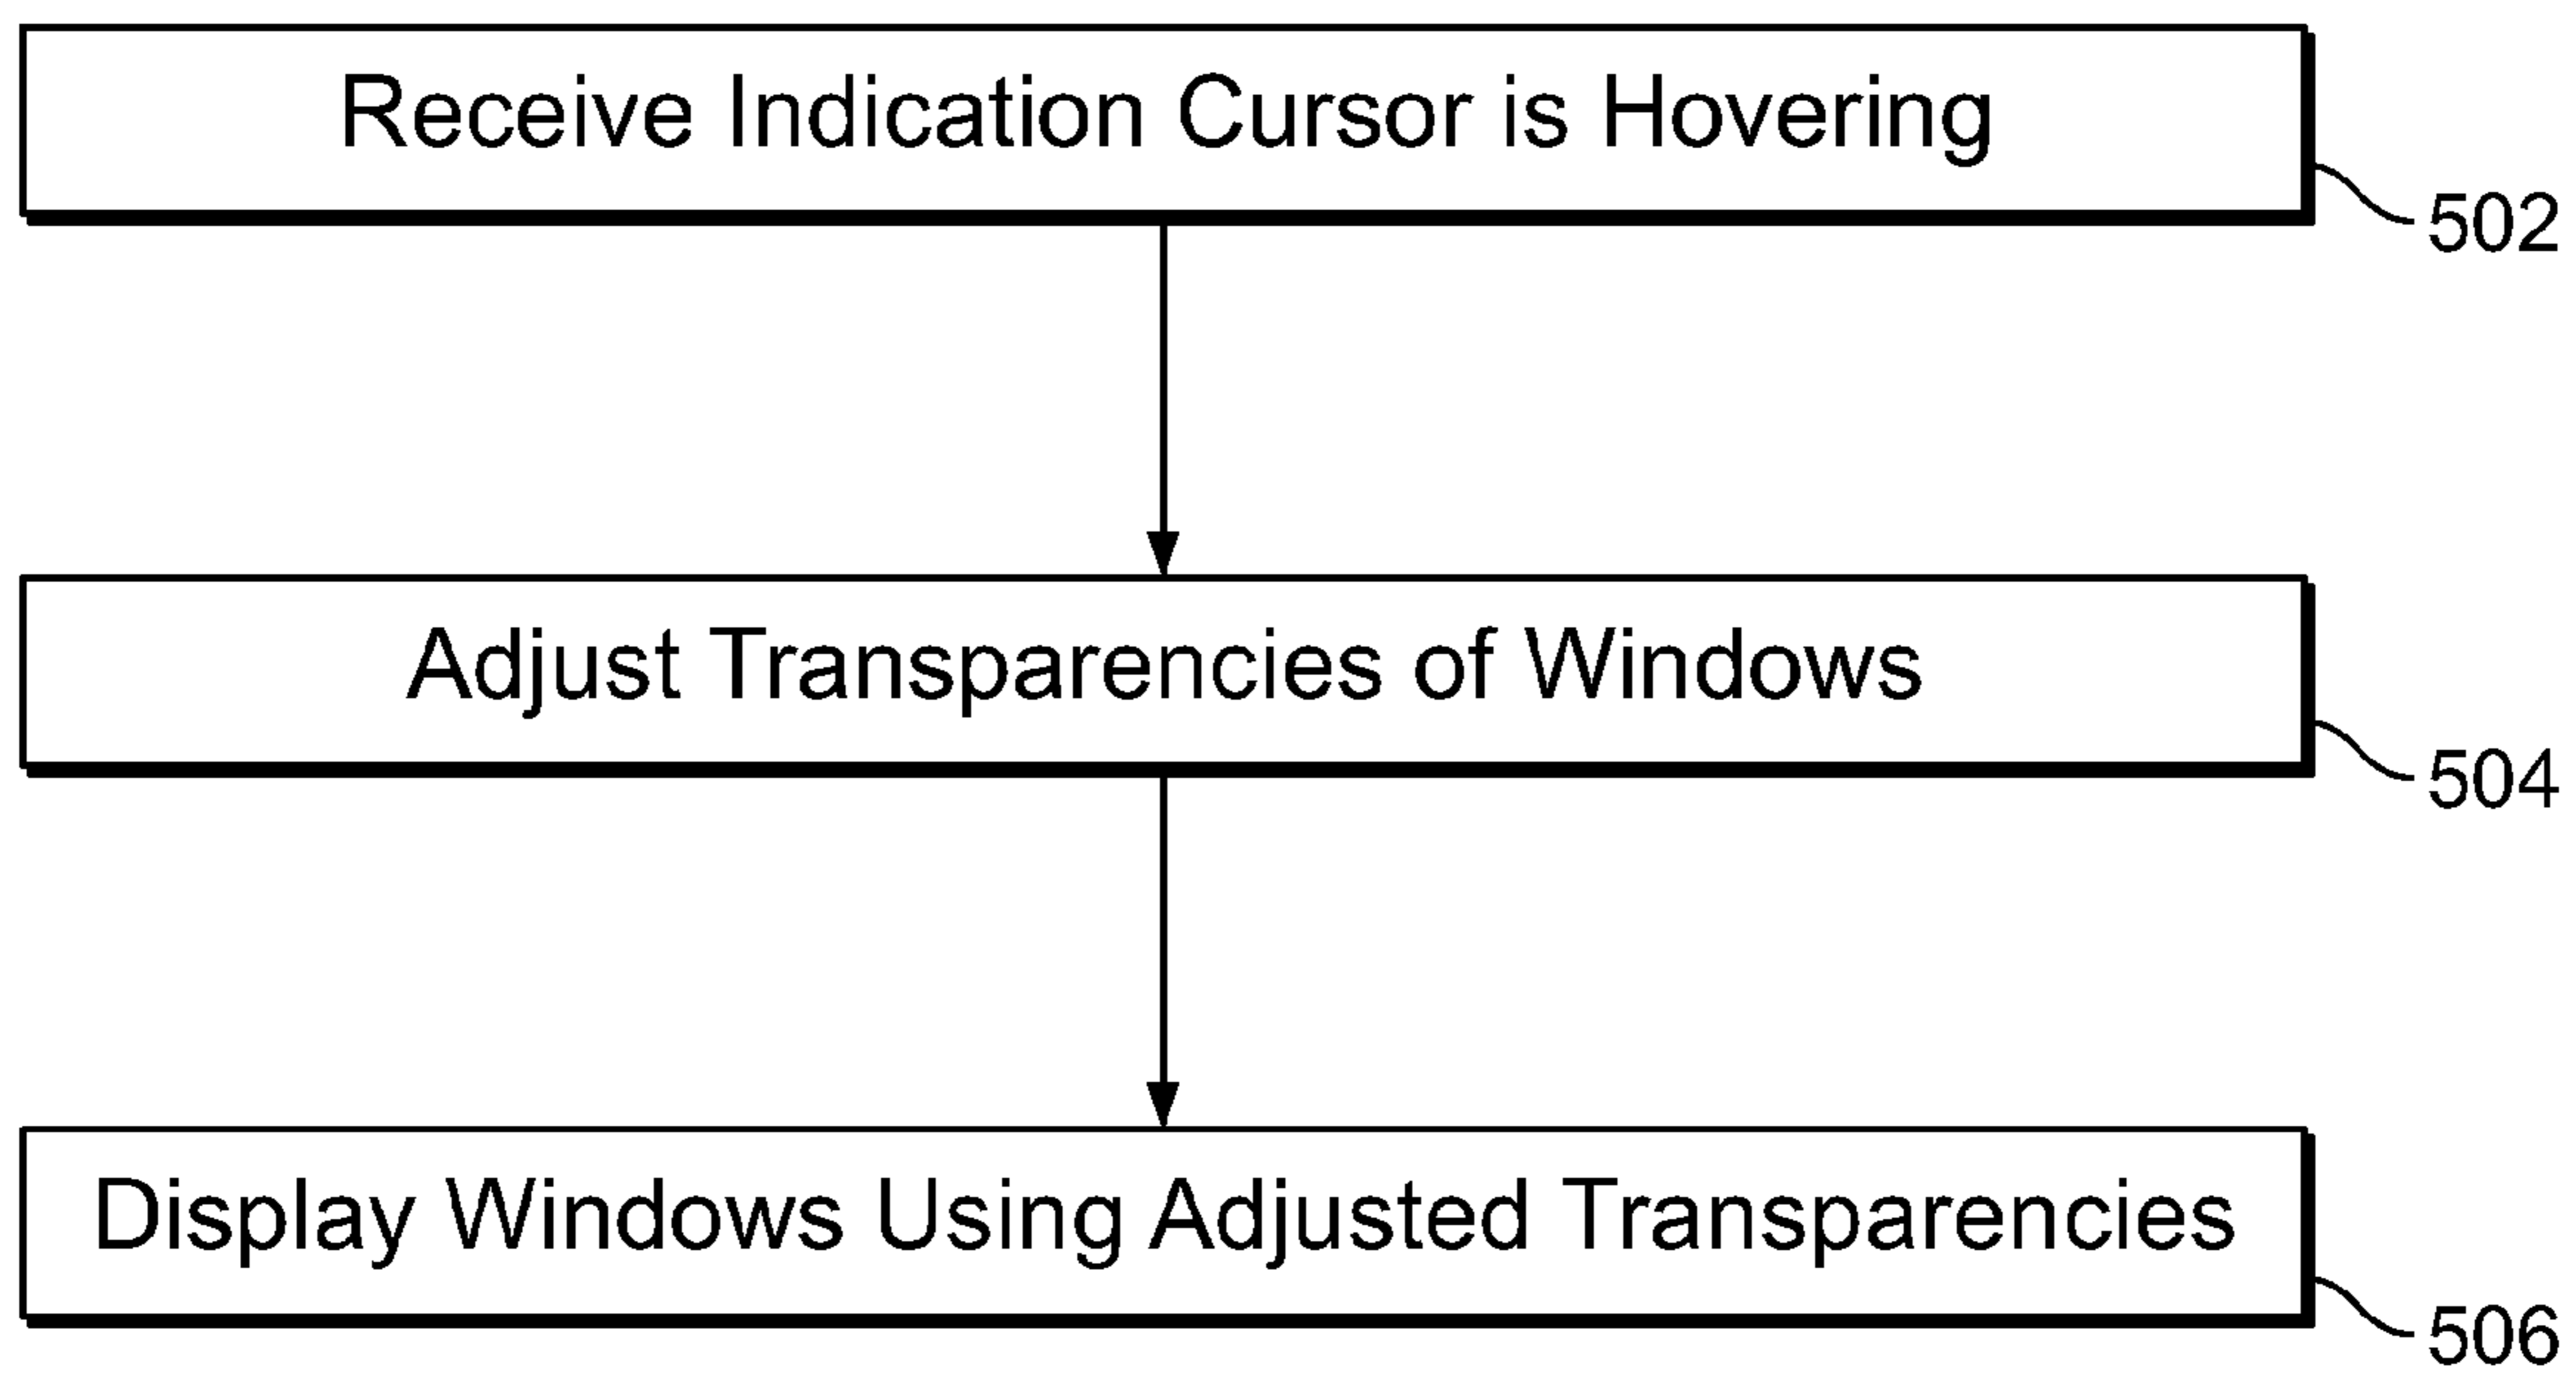 Receive Indication Cursor is Hovering
502
Adjust Transparencies of Windows
504
Display Windows Using Adjusted Transparencies
506